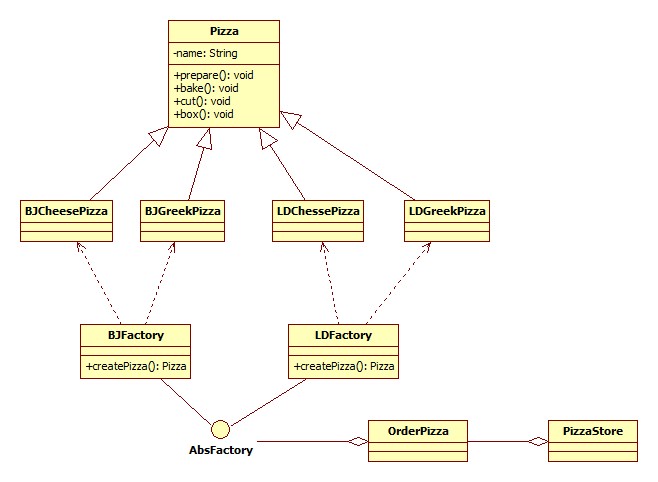 Pizza
-name: String
+prepare(): void
+bake(): void
+cut(): void
+box(): void
BJCheesePizza
BJGreekPizza
LDChessePizza
LDGreekPizza
BJFactory
+createPizza(): Pizza
LDFactory
+createPizza(): Pizza
AbsFactory
OrderPizza
PizzaStore